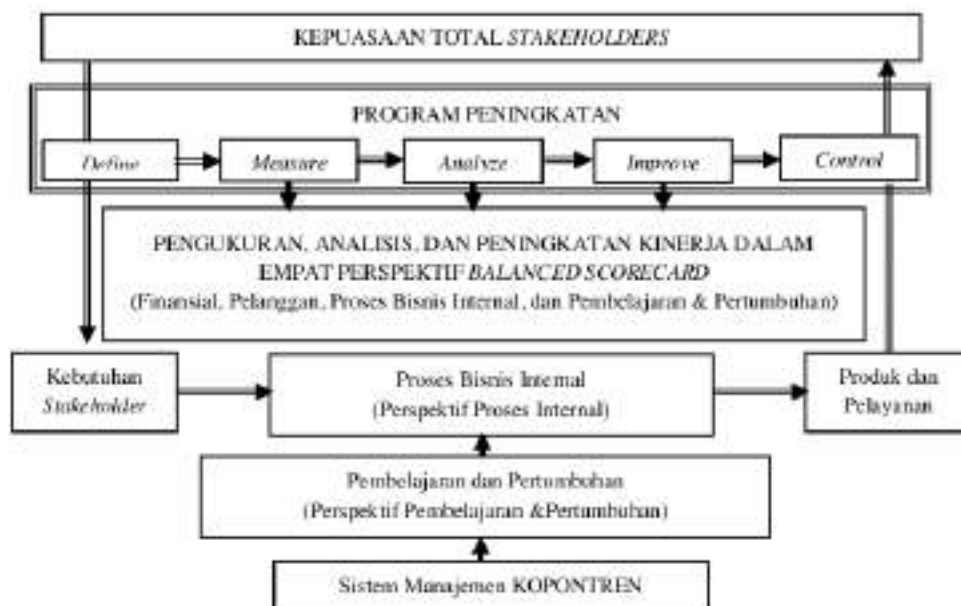 KEPUASAAN TOTAL STAKEHOLDERS
PROGRAM PENINGKATAN
Define
Measure
Analyze
Improve
Control
PENGUKURAN, ANALISIS, DAN PENINGKATAN KINERJA DALAM
EMPAT PERSPEKTIF BALANCED SCORECARD
(Finansial, Pelanggan, Proses Bisnis Internal, dan Pembelajaran & Pertumbuhan)
Kebutuhan
Stakeholder
Proses Bisnis Internal
(Perspektif Proses Internal)
Produk dan
Pelayanan
Pembelajaran dan Pertumbuhan
(Perspektif Pembelajaran &Pertumbuhan)
Sistem Manajemen KOPONTREN